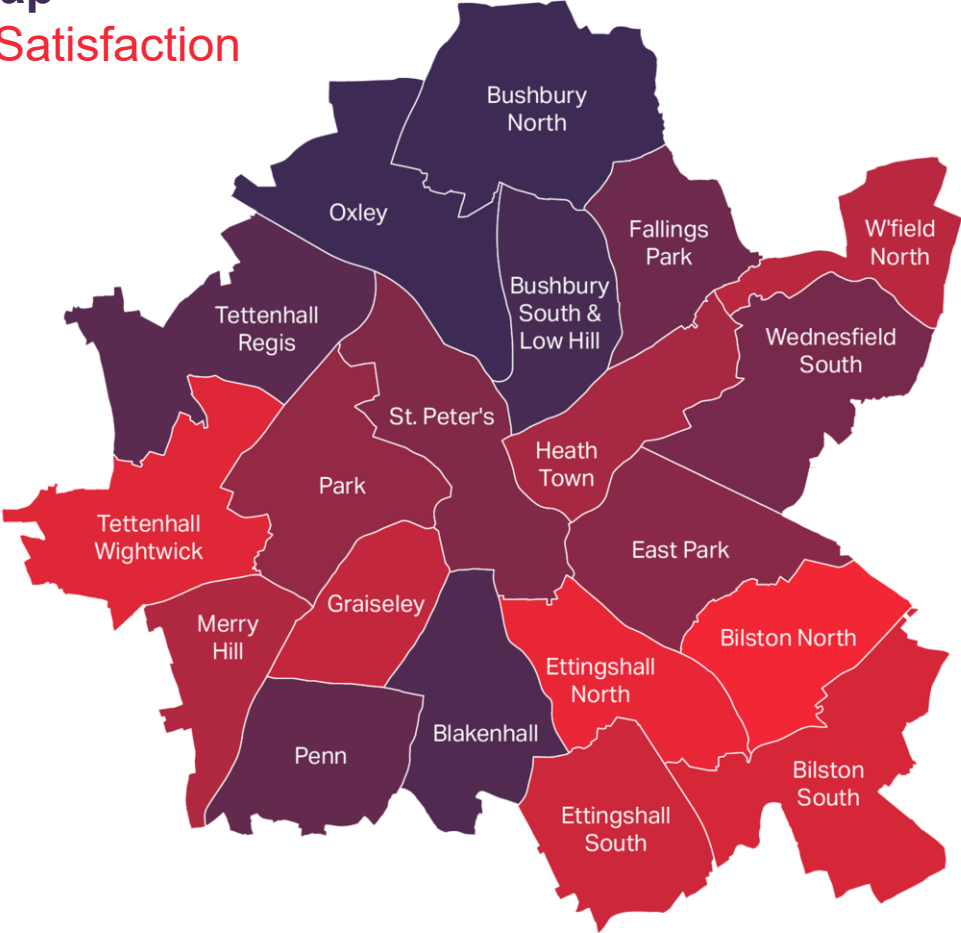 Satisfaction
Bushbury
North
Oxley
Fallings
Park
W'field
North
Bushbury
South &
Low Hill
Tettenhall
Regis
Wednesfield
South
St. Peter's
Heath
Town
Park
Tettenhall
Wightwick
East Park
Graiseley
Merry
Hill
Bilston North
Ettingshall
North
Blakenhall
Penn
Bilston
South
Ettingshall
South